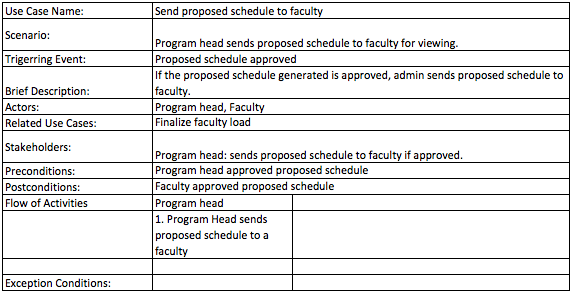 Use Case Name: Send proposed schedule to faculty
Scenario: Program head sends proposed schedule to faculty for viewing.
Trigerring Event: Proposed schedule approved
If the proposed schedule generated is approved, admin sends proposed schedule to
Brief Description: faculty.
Actors: Program head, Faculty
Related Use Cases: Finalize faculty load
Stakeholders: Program head: sends proposed schedule to faculty if approved.
Preconditions: Program head approved proposed schedule
Postconditions: Faculty approved proposed schedule
Flow of Activities Program head
1. Program Head sends
proposed schedule to a
faculty
Exception Conditions: